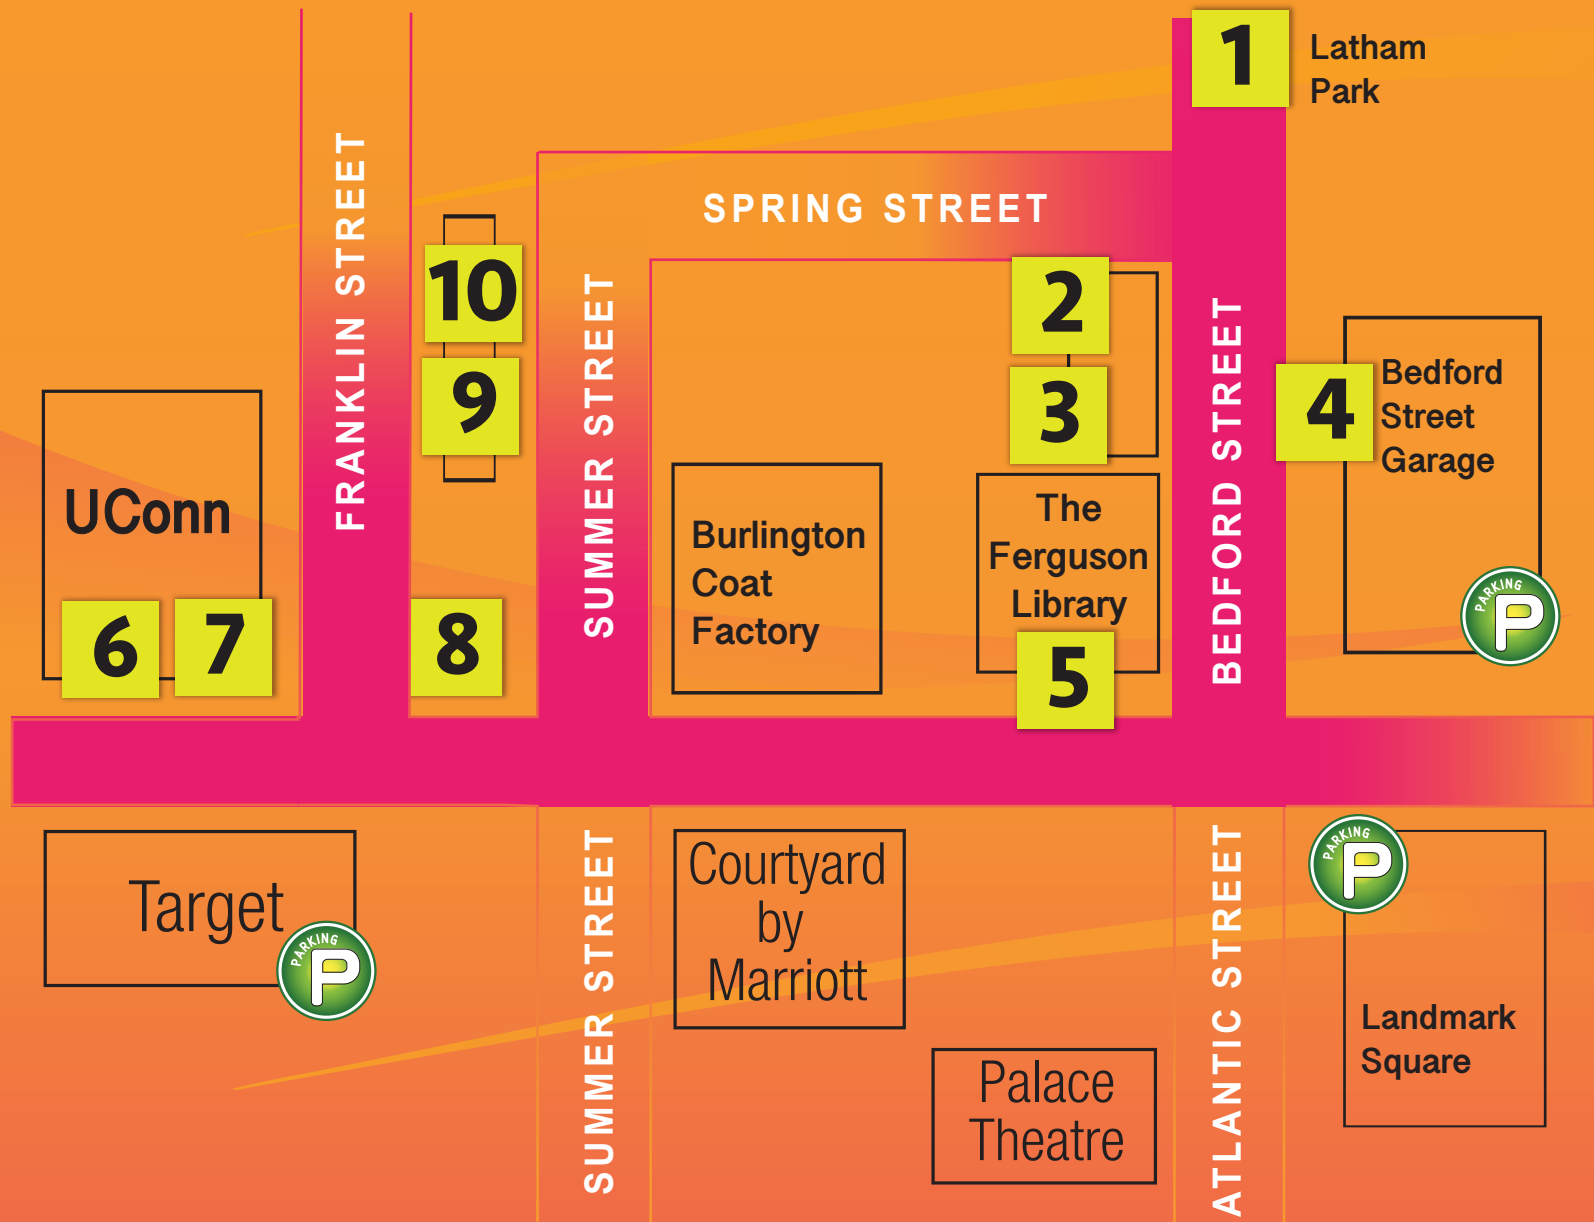 1
Latham
Park
FRANKLIN STREET
SPRING STREET
10
SUMMER STREET
2
BEDFORD STREET
9
3
4
Bedford
Street
Garage
UConn
Burlington
Coat
Factory
The
Ferguson
Library
PARKING
P
6
7
8
5
Target
PARKING
P
SUMMER STREET
Courtyard
by
Marriott
ATLANTIC STREET
PARKING
P
Landmark
Square
Palace
Theatre